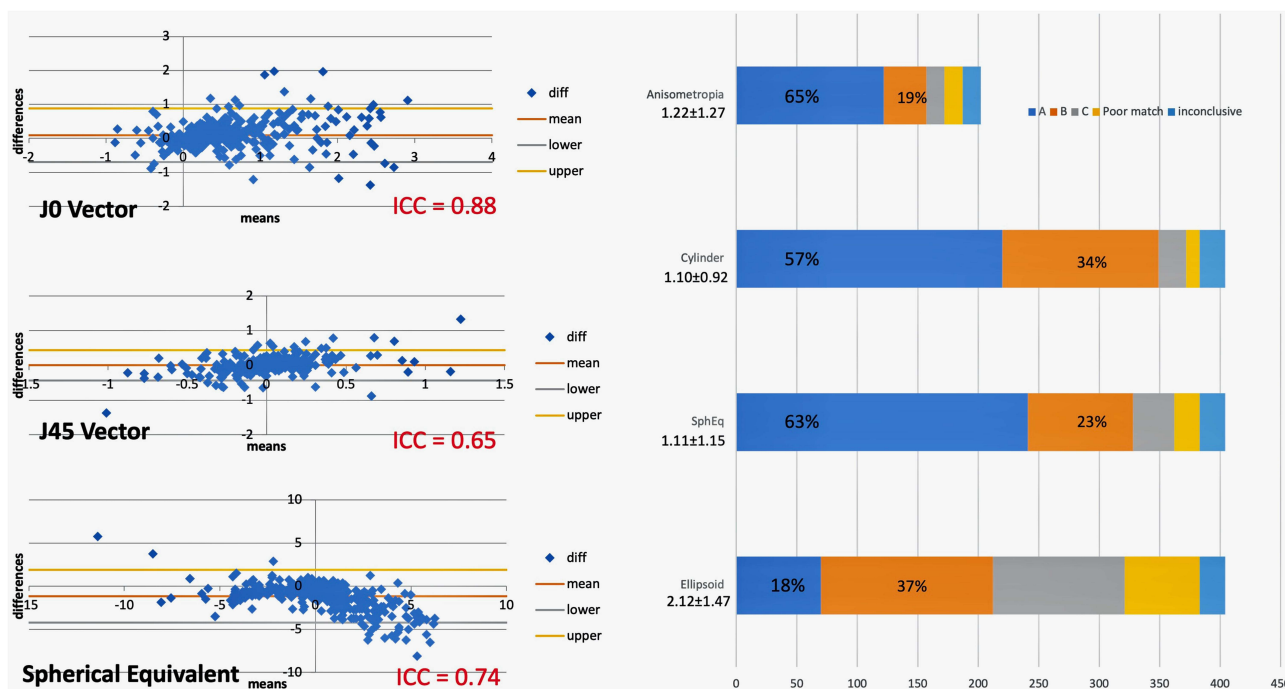 3
2
1
0
-1
-2
-2 -1 0 1 2 3 4
differences
means
diff
mean
lower
upper
J0 Vector
ICC = 0.88
2
1
0
-1
-2
1.5 -1 -0.5 0 0.5 1 1.5
differences
means
diff
mean
lower
upper
J45 Vector
ICC = 0.65
10
5
0
-5
-10
15 -10 -5 0 5 10
differences
means
diff
mean
lower
upper
Spherical Equivalent
ICC = 0.74
Anisometropia
1.22±1.27
65% 19%
A B C Poor match inconclusive
Cylinder
1.10±0.92
57% 34%
SphEq
1.11±1.15
63% 23%
Ellipsoid
2.12±1.47
18% 37%
0 50 100 150 200 250 300 350 400 450